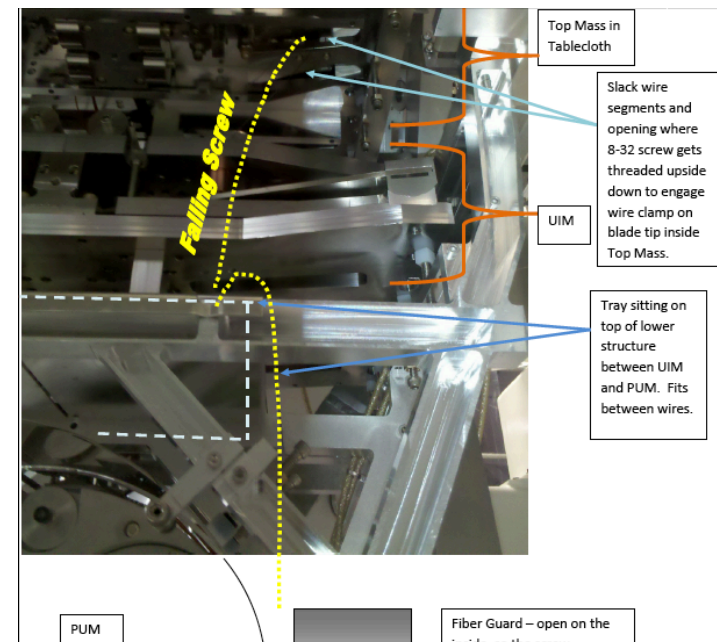 Top Mass in
Tablecloth
Slack wire
segments and
opening where
8-32 screw gets
threaded upside
down to engage
wire clamp on
blade tip inside
Top Mass.
Falling Screw
UIM
Tray sitting on
top of lower
structure
between UIM
and PUM. Fits
between wires.
PUM
Fiber Guard – open on the